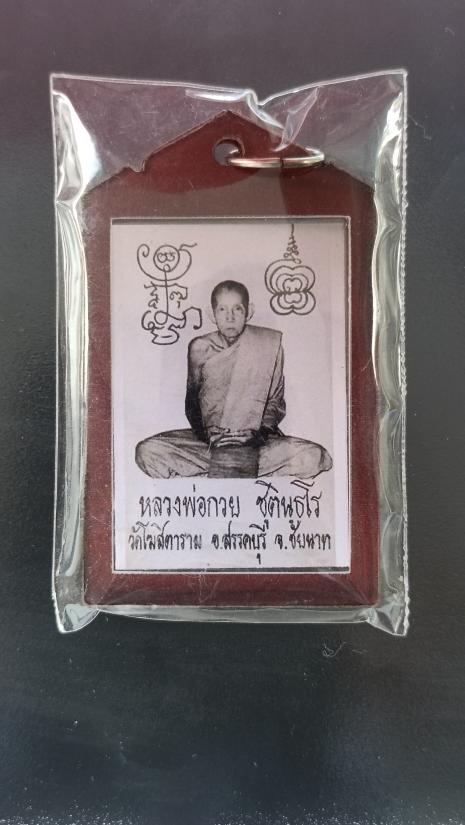 หลวงพ่อกวย ชุตินฺธโร
วัดโฆสิตาราม อ.สรรคบุรี จ.ชัยนาท